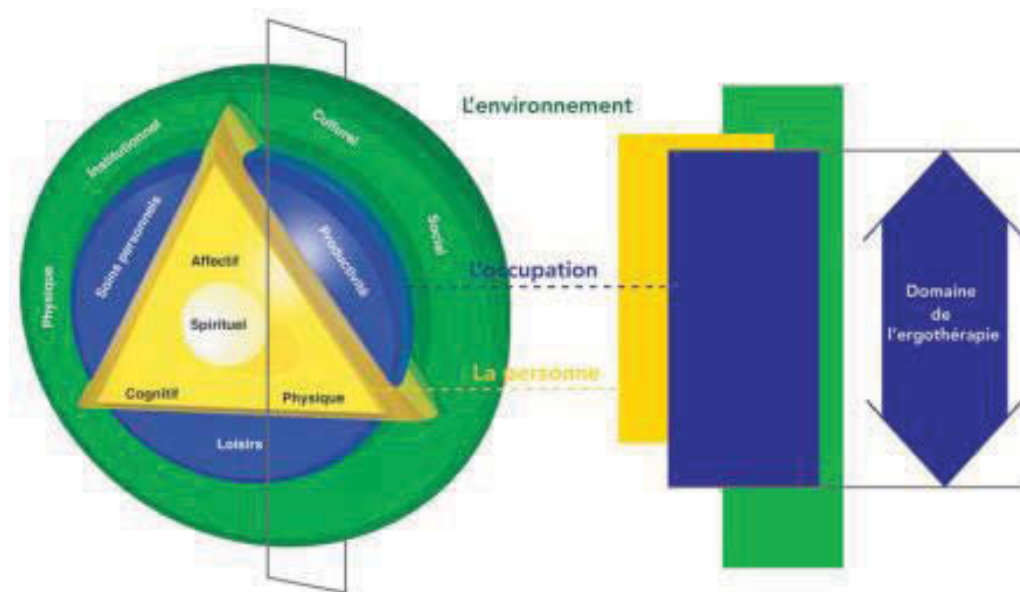 L'environnement
Culturel
Institutionnel
Social
Physique
Soins personnels
Productivité
Affectif
L'occupation
Spirituel
Domaine
de
l'ergothérapie
La personne
Cognitif
Physique
Loisirs